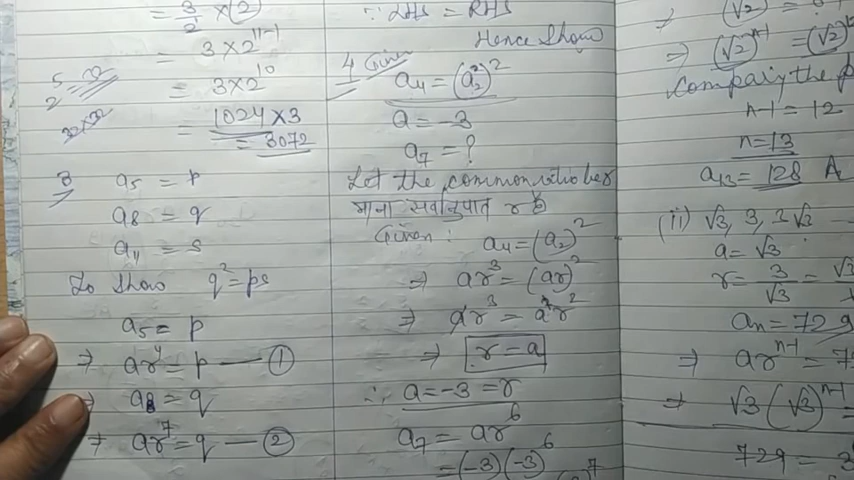 = 3/2 × (2)
= 3×2^11-1
= 3×2^10
= 1024×3
= 3072
3 a₅ = p
a₈ = q
a₁₁ = s
To Show q² = ps
a₅ = p
⇒ ar⁴ = p — ①
⇒ a₈ = q
⇒ ar⁷ = q — ②
∵ LHS = RHS
Hence Show
4 Given
a₄ = (a₂)²
a = -3
a₇ = ?
Let the common ratio ber
माना सर्वानुपात r है
Given: a₄ = (a₂)²
⇒ ar³ = (ar)²
⇒ ar³ = a²r²
⇒ r = a
∴ a = -3 = r
a₇ = ar⁶
= (-3)(-3)⁶
⇒ (√2)^n-1 = (√2)
Compairy the p
n-1 = 12
n = 13
a₁₃ = 128 A
(ii) √3, 3, 2√3 --
a = √3
r = 3/√3 = √3
aₙ = 729
⇒ ar^n-1 = 7
⇒ √3(√3)^n-1 =
729 = 3